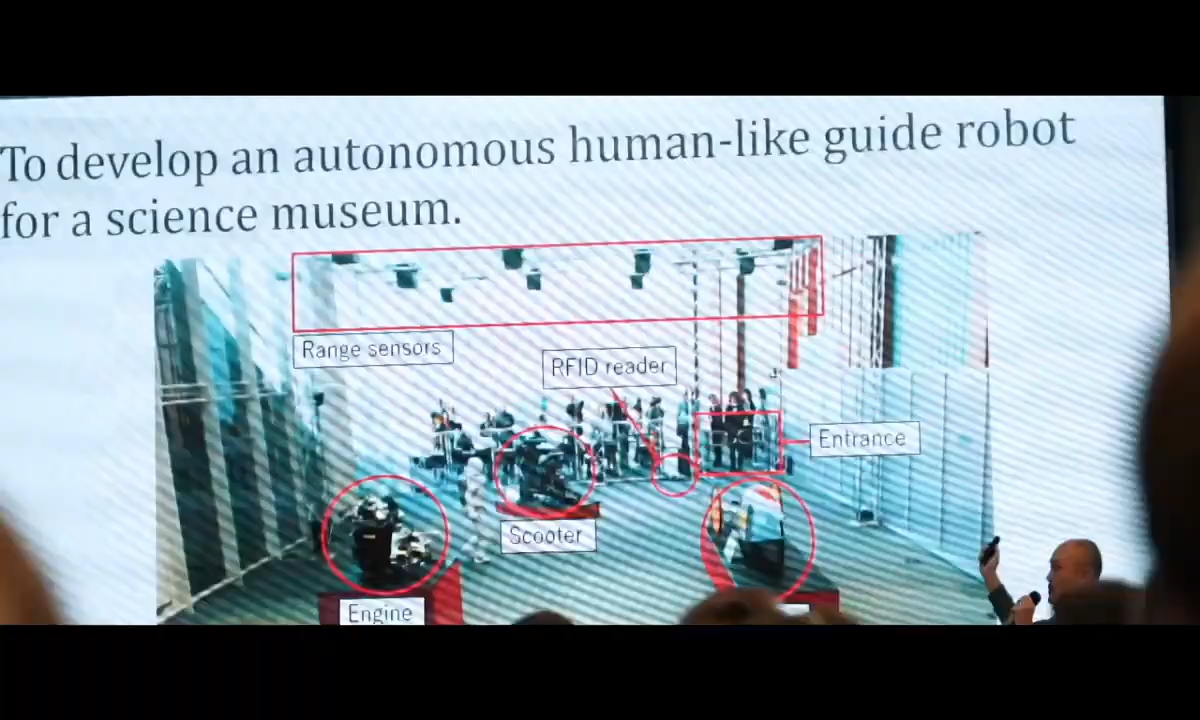 To develop an autonomous human-like guide robot
for a science museum.
Range sensors
RFID reader
Entrance
Scooter
Engine